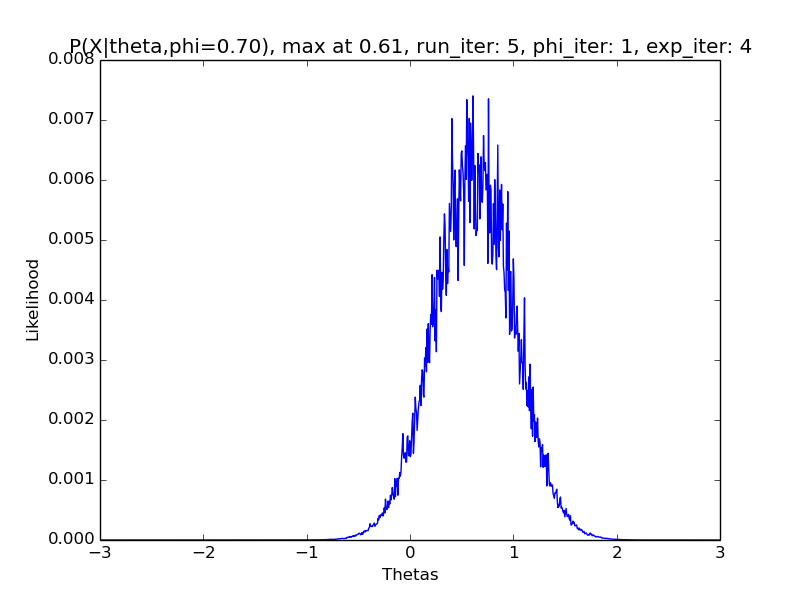 P(X|theta,phi=0.70), max at 0.61, run_iter: 5, phi_iter: 1, exp_iter: 4
0.008
0.007
0.006
0.005
0.004
0.003
0.002
0.001
0.000
Likelihood
−3 −2 −1 0 1 2 3
Thetas